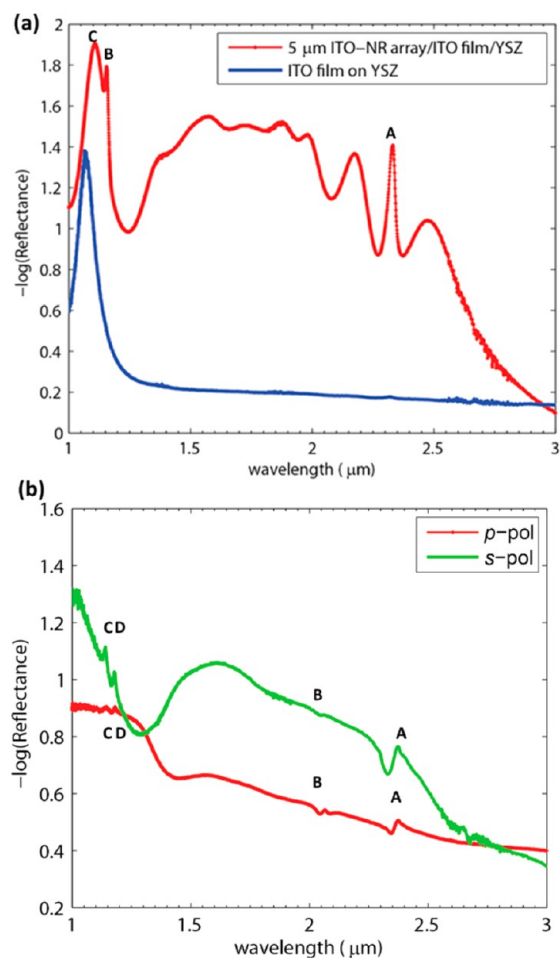 (a)
2
1.8
1.6
1.4
1.2
1
0.8
0.6
0.4
0.2
0
−log(Reflectance)
C
B
A
5 μm ITO−NR array/ITO film/YSZ
ITO film on YSZ
1 1.5 2 2.5 3
wavelength ( μm)
(b)
1.6
1.4
1.2
1
0.8
0.6
0.4
0.2
−log(Reflectance)
p−pol
s−pol
C D
B
A
C D
B
A
1 1.5 2 2.5 3
wavelength ( μm)